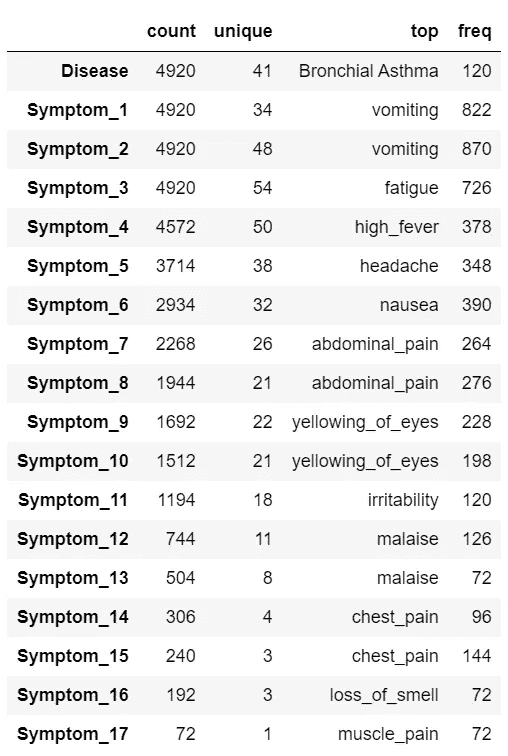 count unique top freq
Disease 4920 41 Bronchial Asthma 120
Symptom_1 4920 34 vomiting 822
Symptom_2 4920 48 vomiting 870
Symptom_3 4920 54 fatigue 726
Symptom_4 4572 50 high_fever 378
Symptom_5 3714 38 headache 348
Symptom_6 2934 32 nausea 390
Symptom_7 2268 26 abdominal_pain 264
Symptom_8 1944 21 abdominal_pain 276
Symptom_9 1692 22 yellowing_of_eyes 228
Symptom_10 1512 21 yellowing_of_eyes 198
Symptom_11 1194 18 irritability 120
Symptom_12 744 11 malaise 126
Symptom_13 504 8 malaise 72
Symptom_14 306 4 chest_pain 96
Symptom_15 240 3 chest_pain 144
Symptom_16 192 3 loss_of_smell 72
Symptom_17 72 1 muscle_pain 72